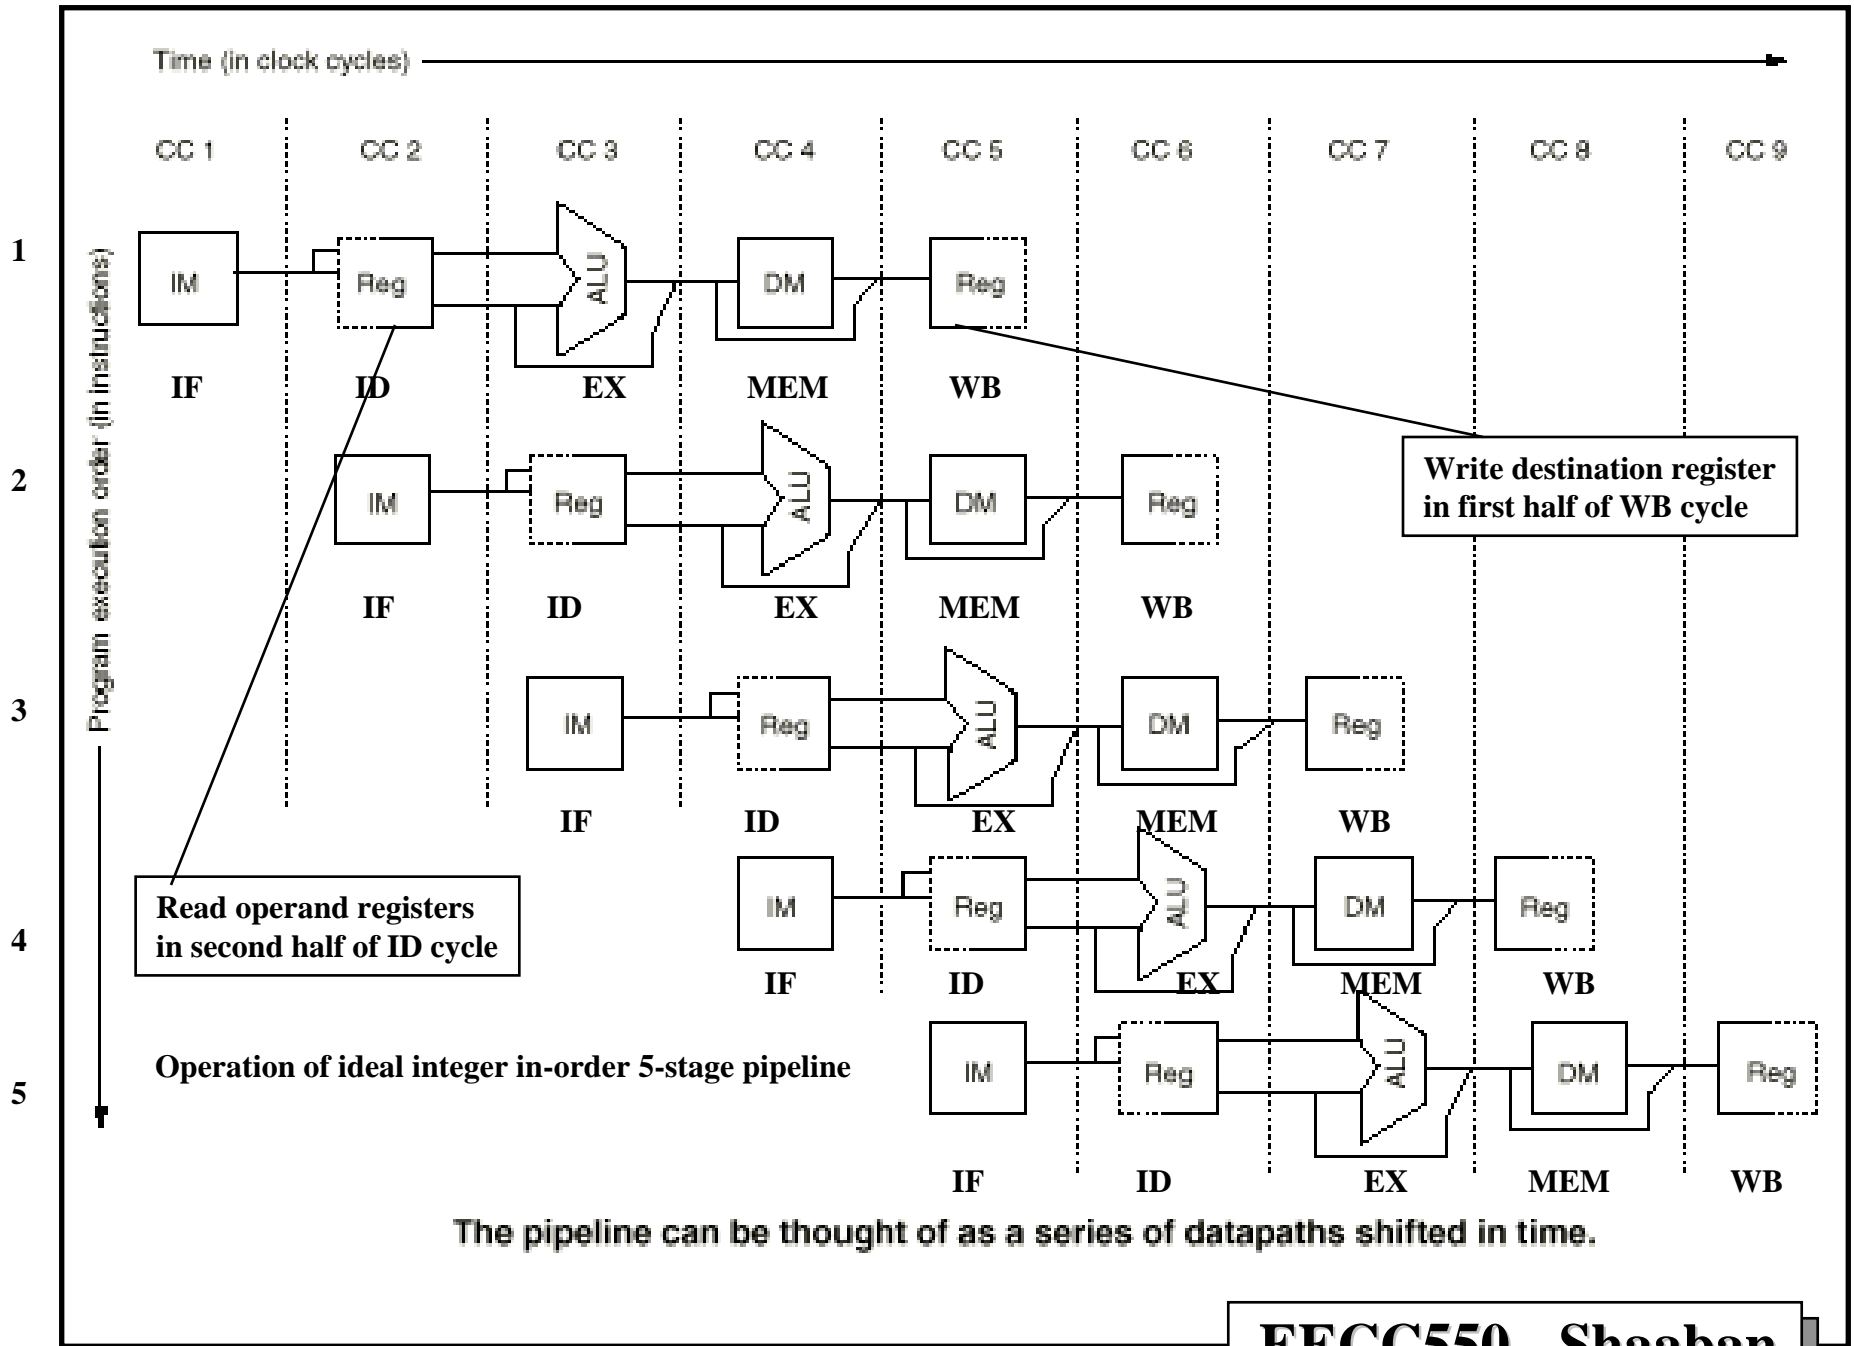 Time (in clock cycles)
CC 1 CC 2 CC 3 CC 4 CC 5 CC 6 CC 7 CC 8 CC 9
Program execution order (in instructions)
1
IM Reg ALU DM Reg
IF ID EX MEM WB
2
IM Reg ALU DM Reg
Write destination register
in first half of WB cycle
IF ID EX MEM WB
3
IM Reg ALU DM Reg
IF ID EX MEM WB
Read operand registers
in second half of ID cycle
4
IM Reg ALU DM Reg
IF ID EX MEM WB
Operation of ideal integer in-order 5-stage pipeline
5
IM Reg ALU DM Reg
IF ID EX MEM WB
The pipeline can be thought of as a series of datapaths shifted in time.
EECC550 - Shaaban